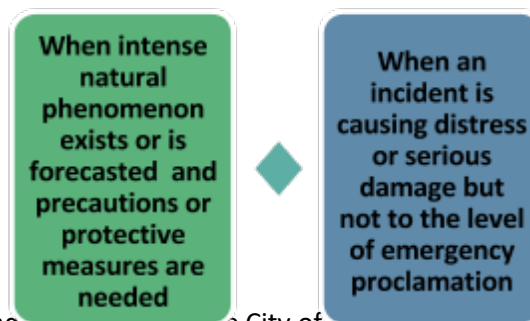 When intense
natural
phenomenon
exists or is
forecasted and
precautions or
protective
measures are
needed
When an
incident is
causing distress
or serious
damage but
not to the level
of emergency
proclamation
City of